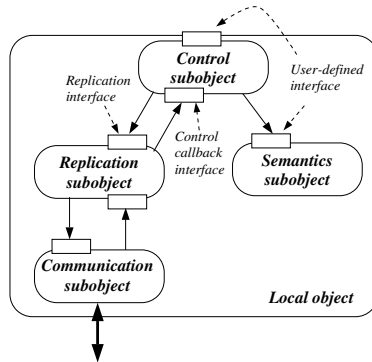 Control
subobject
User-defined
interface
Replication
interface
Control
callback
interface
Replication
subobject
Semantics
subobject
Communication
subobject
Local object